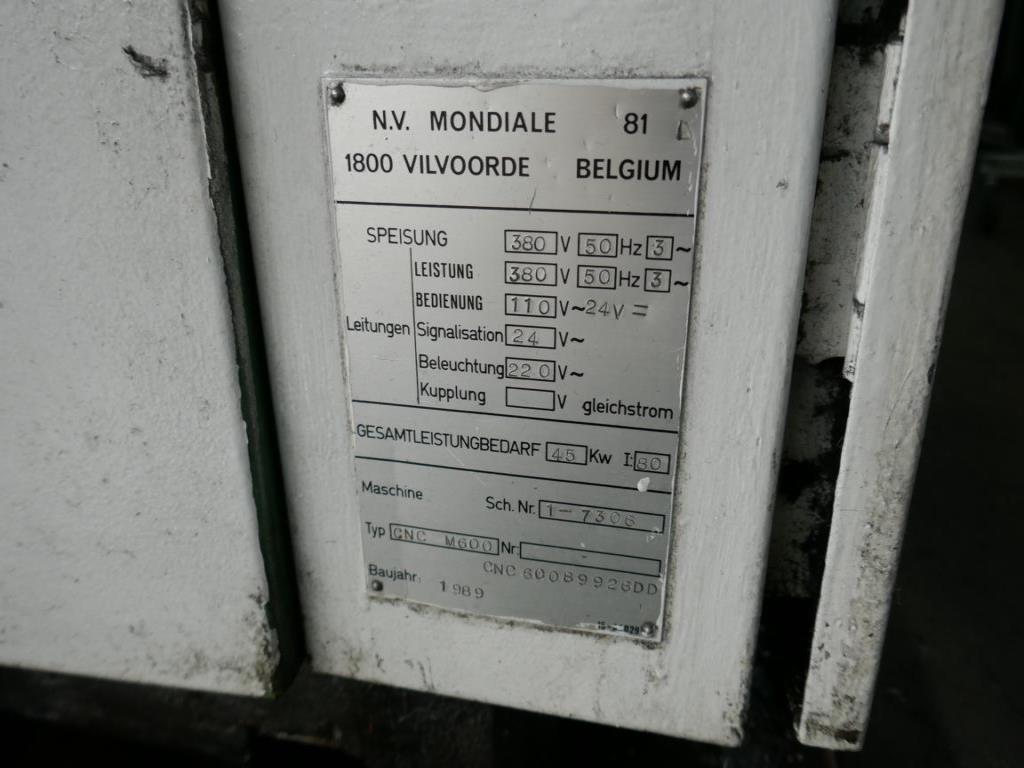 N.V. MONDIALE 81
1800 VILVOORDE BELGIUM
SPEISUNG 380 V 50 Hz 3 ~
LEISTUNG 380 V 50 Hz 3 ~
BEDIENUNG 110 V~ 24V =
Leitungen Signalisation 24 V~
Beleuchtung 220 V~
Kupplung V gleichstrom
GESAMTLEISTUNGBEDARF 45 Kw I: 80
Maschine Sch. Nr. 1-7306
Typ CNC M600 Nr:
CNC 60089926DD
Baujahr: 1989